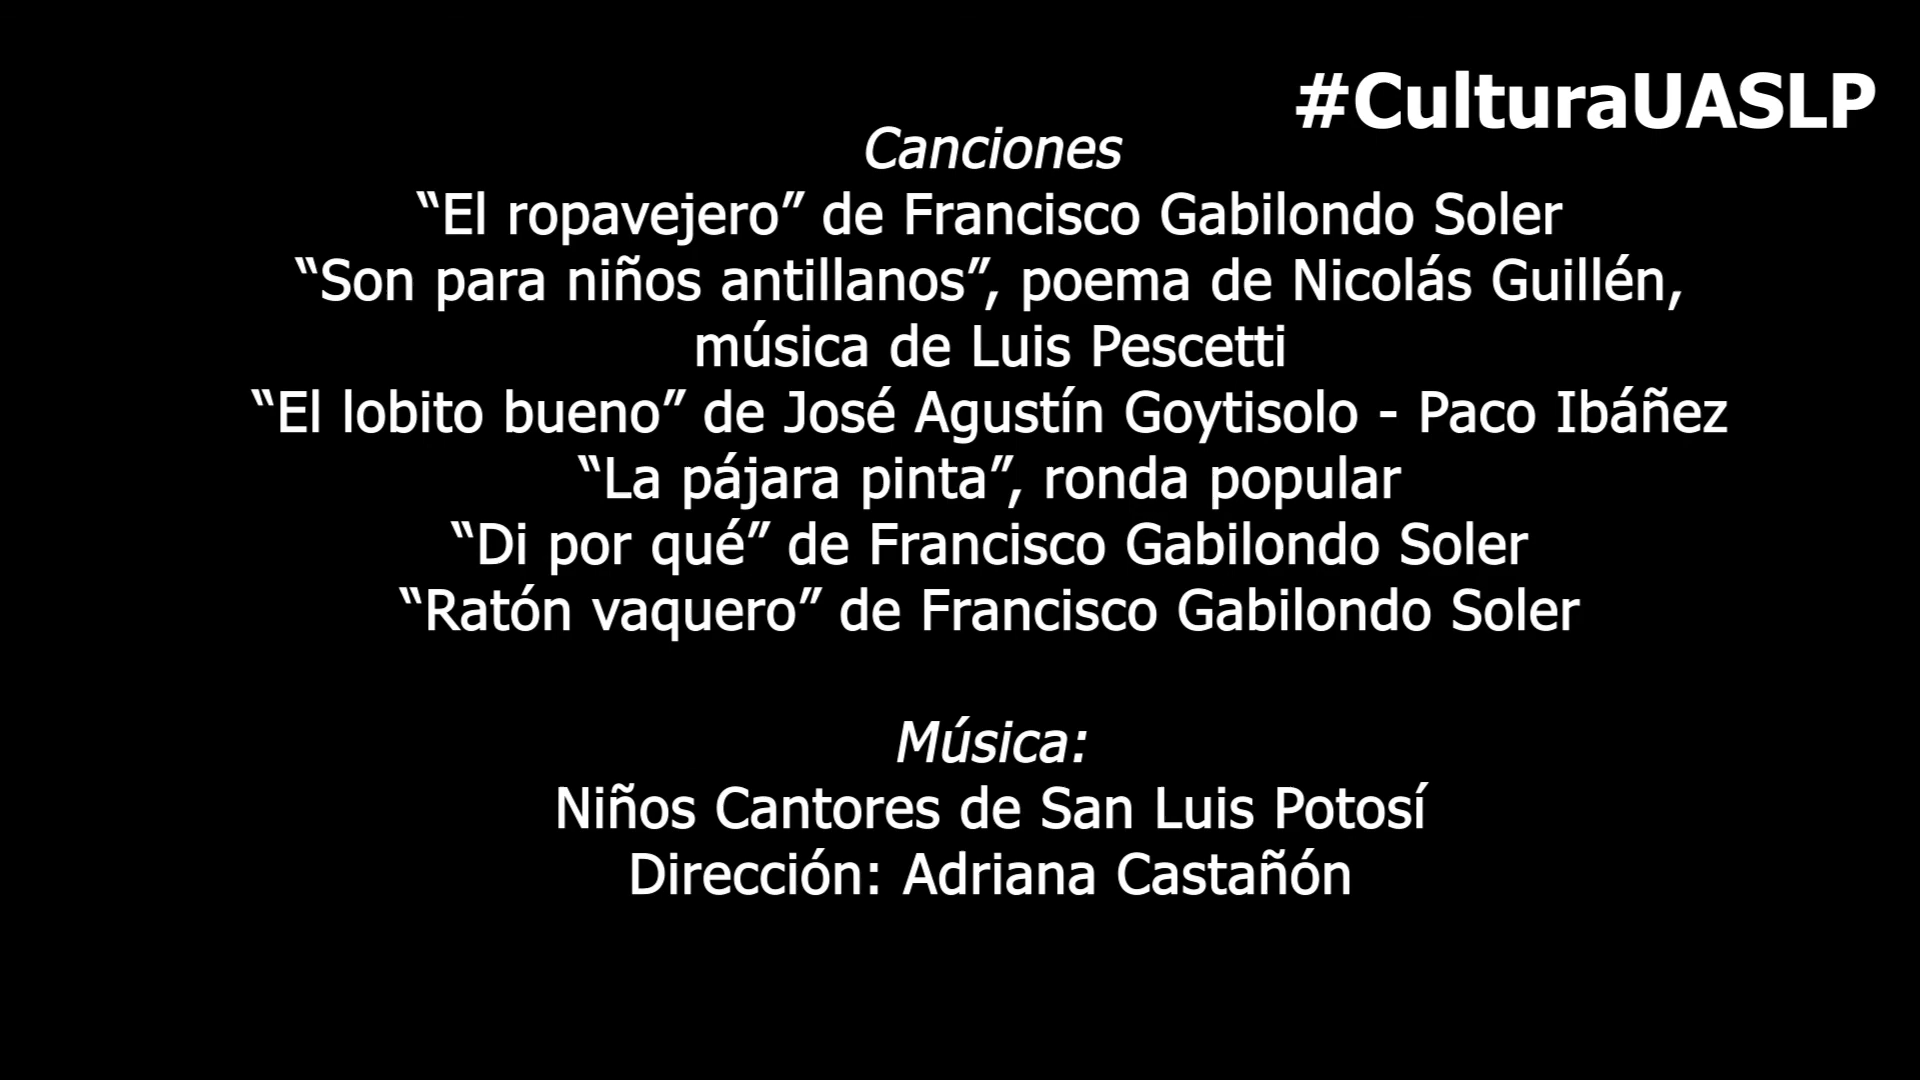 #CulturaUASLP
Canciones
“El ropavejero” de Francisco Gabilondo Soler
“Son para niños antillanos”, poema de Nicolás Guillén,
música de Luis Pescetti
“El lobito bueno” de José Agustín Goytisolo - Paco Ibáñez
“La pájara pinta”, ronda popular
“Di por qué” de Francisco Gabilondo Soler
“Ratón vaquero” de Francisco Gabilondo Soler
Música:
Niños Cantores de San Luis Potosí
Dirección: Adriana Castañón